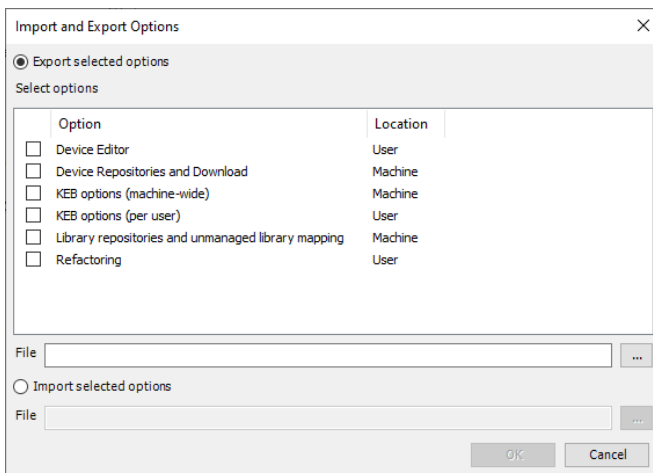 Import and Export Options
Export selected options
Select options
Option Location
Device Editor User
Device Repositories and Download Machine
KEB options (machine-wide) Machine
KEB options (per user) User
Library repositories and unmanaged library mapping Machine
Refactoring User
File ...
Import selected options
File ...
OK Cancel